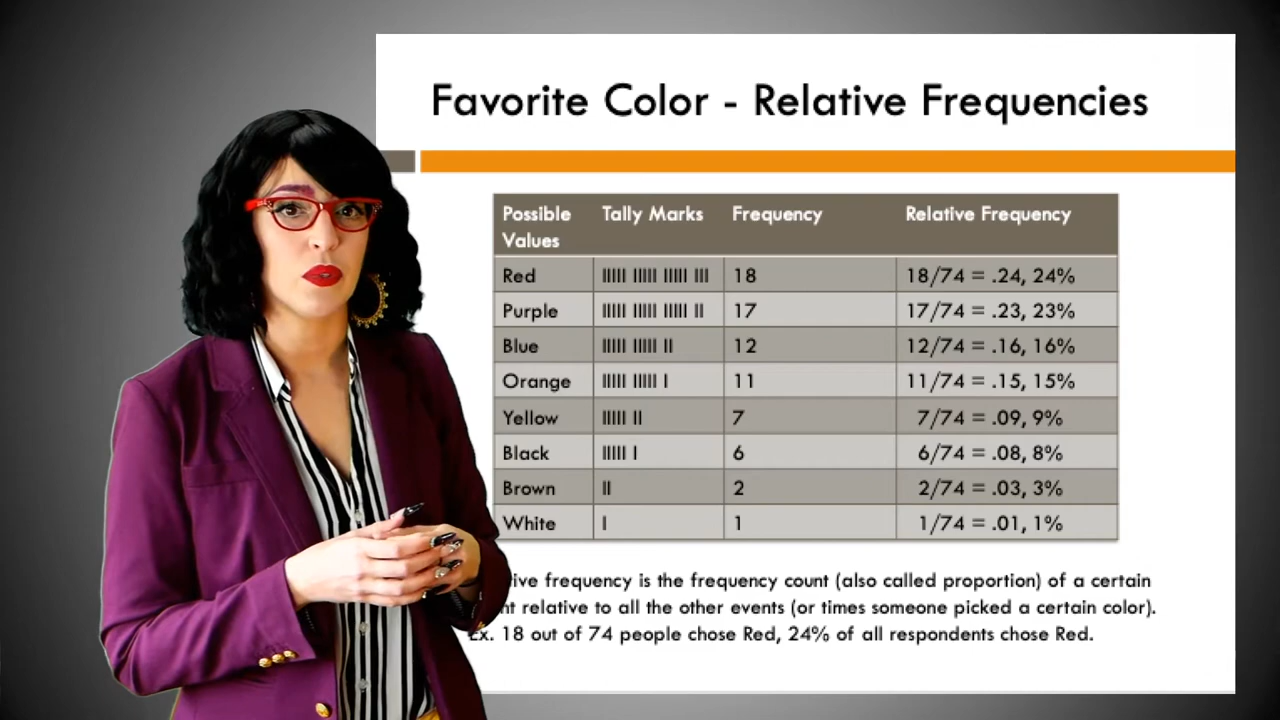 Favorite Color - Relative Frequencies
Possible Values Tally Marks Frequency Relative Frequency
Red IIIII IIIII IIIII III 18 18/74 = .24, 24%
Purple IIIII IIIII IIIII II 17 17/74 = .23, 23%
Blue IIIII IIIII II 12 12/74 = .16, 16%
Orange IIIII IIIII I 11 11/74 = .15, 15%
Yellow IIIII II 7 7/74 = .09, 9%
Black IIIII I 6 6/74 = .08, 8%
Brown II 2 2/74 = .03, 3%
White I 1 1/74 = .01, 1%
frequency is the frequency count (also called proportion) of a certain
relative to all the other events (or times someone picked a certain color).
Ex. 18 out of 74 people chose Red, 24% of all respondents chose Red.